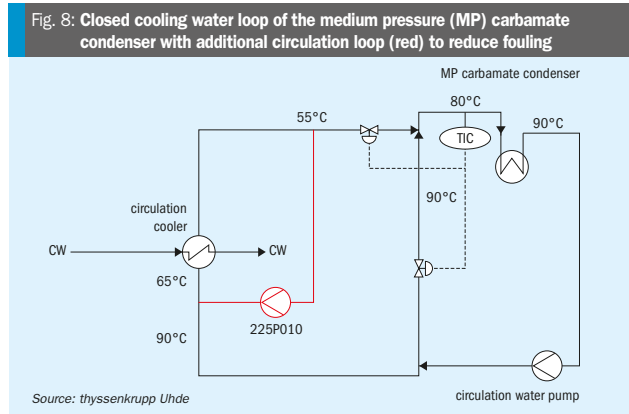 Fig. 8: Closed cooling water loop of the medium pressure (MP) carbamate
condenser with additional circulation loop (red) to reduce fouling
MP carbamate condenser
80°C
55°C
90°C
TIC
90°C
circulation
cooler
CW
CW
65°C
225P010
90°C
Source: thyssenkrupp Uhde
circulation water pump